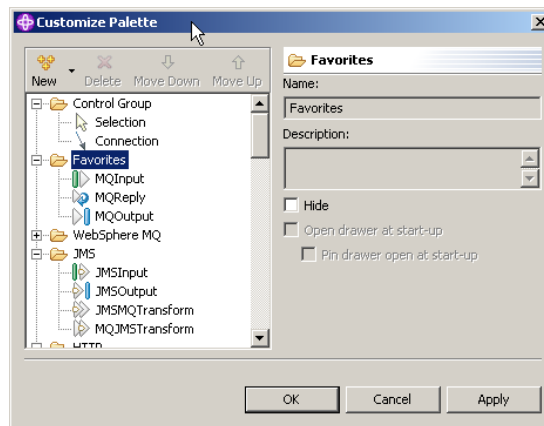 Customize Palette
New Delete Move Down Move Up
Control Group
Selection
Connection
Favorites
MQInput
MQReply
MQOutput
WebSphere MQ
JMS
JMSInput
JMSOutput
JMSMQTransform
MQJMSTransform
HTTP
Favorites
Name:
Favorites
Description:
Hide
Open drawer at start-up
Pin drawer open at start-up
OK Cancel Apply